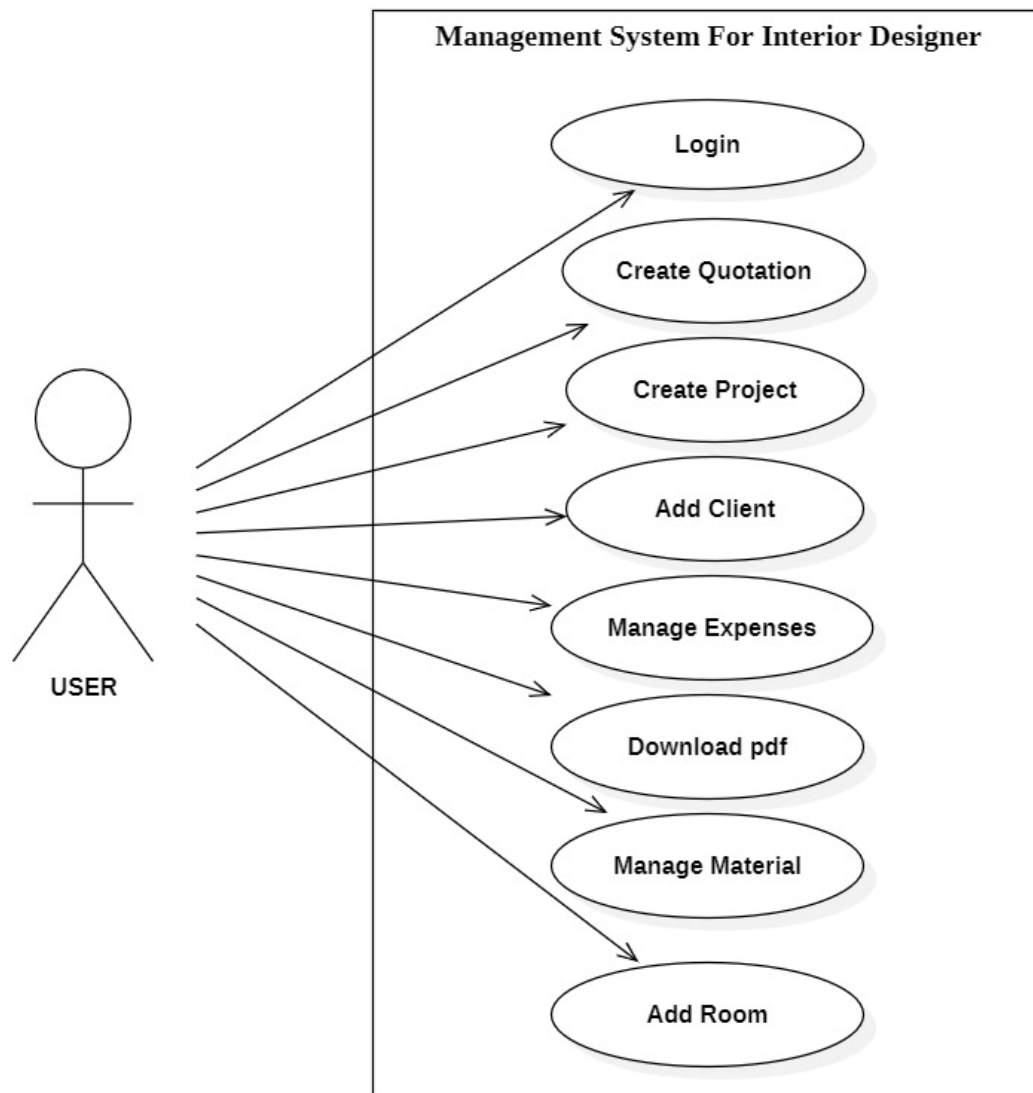 Management System For Interior Designer
Login
Create Quotation
Create Project
Add Client
Manage Expenses
USER
Download pdf
Manage Material
Add Room